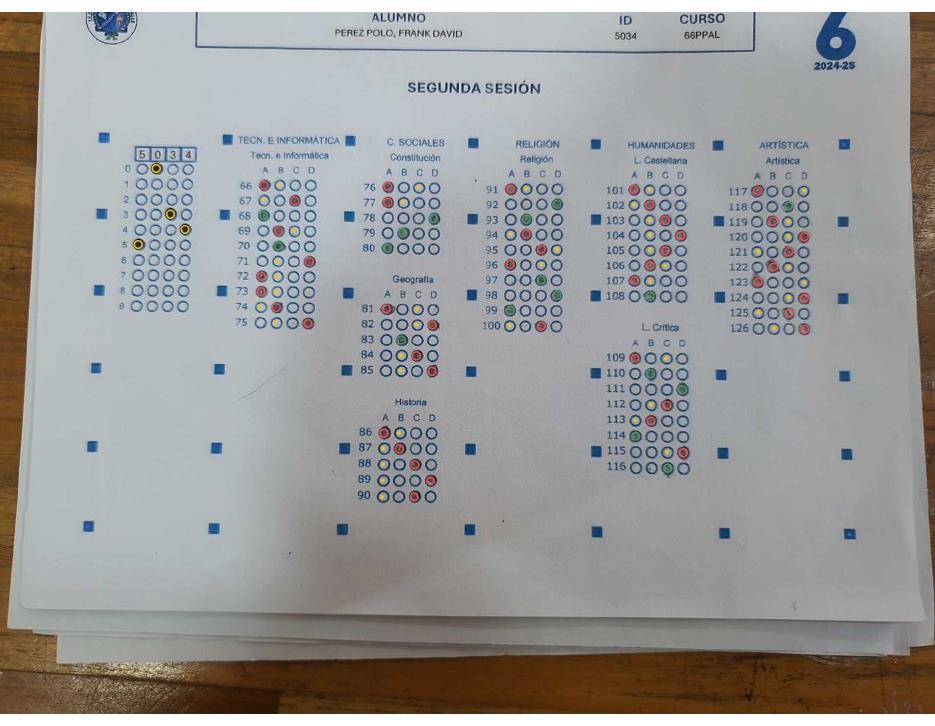 ALUMNO ID CURSO
PEREZ POLO, FRANK DAVID 5034 66PPAL
6
2024-25
SEGUNDA SESIÓN
5 0 3 4
0
1
2
3
4
5
6
7
8
9
TECN. E INFORMÁTICA
Tecn. e Informática
A B C D
66
67
68
69
70
71
72
73
74
75
C. SOCIALES
Constitución
A B C D
76
77
78
79
80
Geografía
A B C D
81
82
83
84
85
Historia
A B C D
86
87
88
89
90
RELIGIÓN
Religión
A B C D
91
92
93
94
95
96
97
98
99
100
HUMANIDADES
L. Castellana
A B C D
101
102
103
104
105
106
107
108
L. Crítica
A B C D
109
110
111
112
113
114
115
116
ARTÍSTICA
Artística
A B C D
117
118
119
120
121
122
123
124
125
126